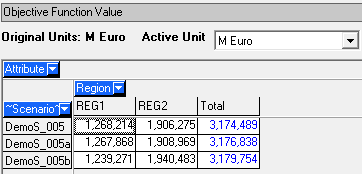 Objective Function Value
Original Units: M Euro Active Unit M Euro
Attribute
Region
~Scenario~ REG1 REG2 Total
DemoS_005 1,268,214 1,906,275 3,174,489
DemoS_005a 1,267,868 1,908,969 3,176,838
DemoS_005b 1,239,271 1,940,483 3,179,754